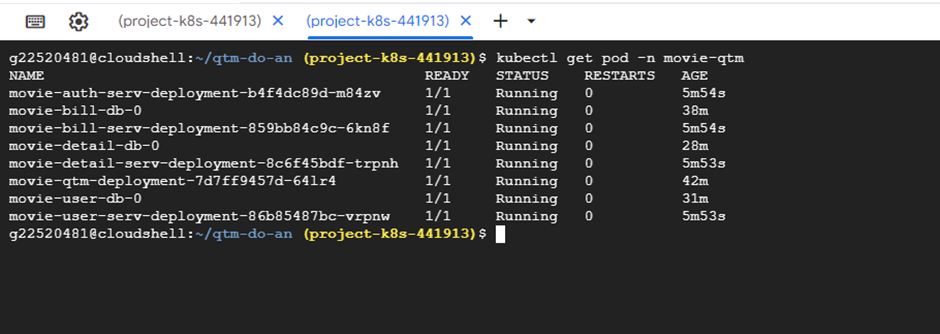 (project-k8s-441913) × (project-k8s-441913) × + ▾
g22520481@cloudshell:~/qtm-do-an (project-k8s-441913)$ kubectl get pod -n movie-qtm
NAME READY STATUS RESTARTS AGE
movie-auth-serv-deployment-b4f4dc89d-m84zv 1/1 Running 0 5m54s
movie-bill-db-0 1/1 Running 0 38m
movie-bill-serv-deployment-859bb84c9c-6kn8f 1/1 Running 0 5m54s
movie-detail-db-0 1/1 Running 0 28m
movie-detail-serv-deployment-8c6f45bdf-trpnh 1/1 Running 0 5m53s
movie-qtm-deployment-7d7ff9457d-64lr4 1/1 Running 0 42m
movie-user-db-0 1/1 Running 0 31m
movie-user-serv-deployment-86b85487bc-vrpnw 1/1 Running 0 5m53s
g22520481@cloudshell:~/qtm-do-an (project-k8s-441913)$